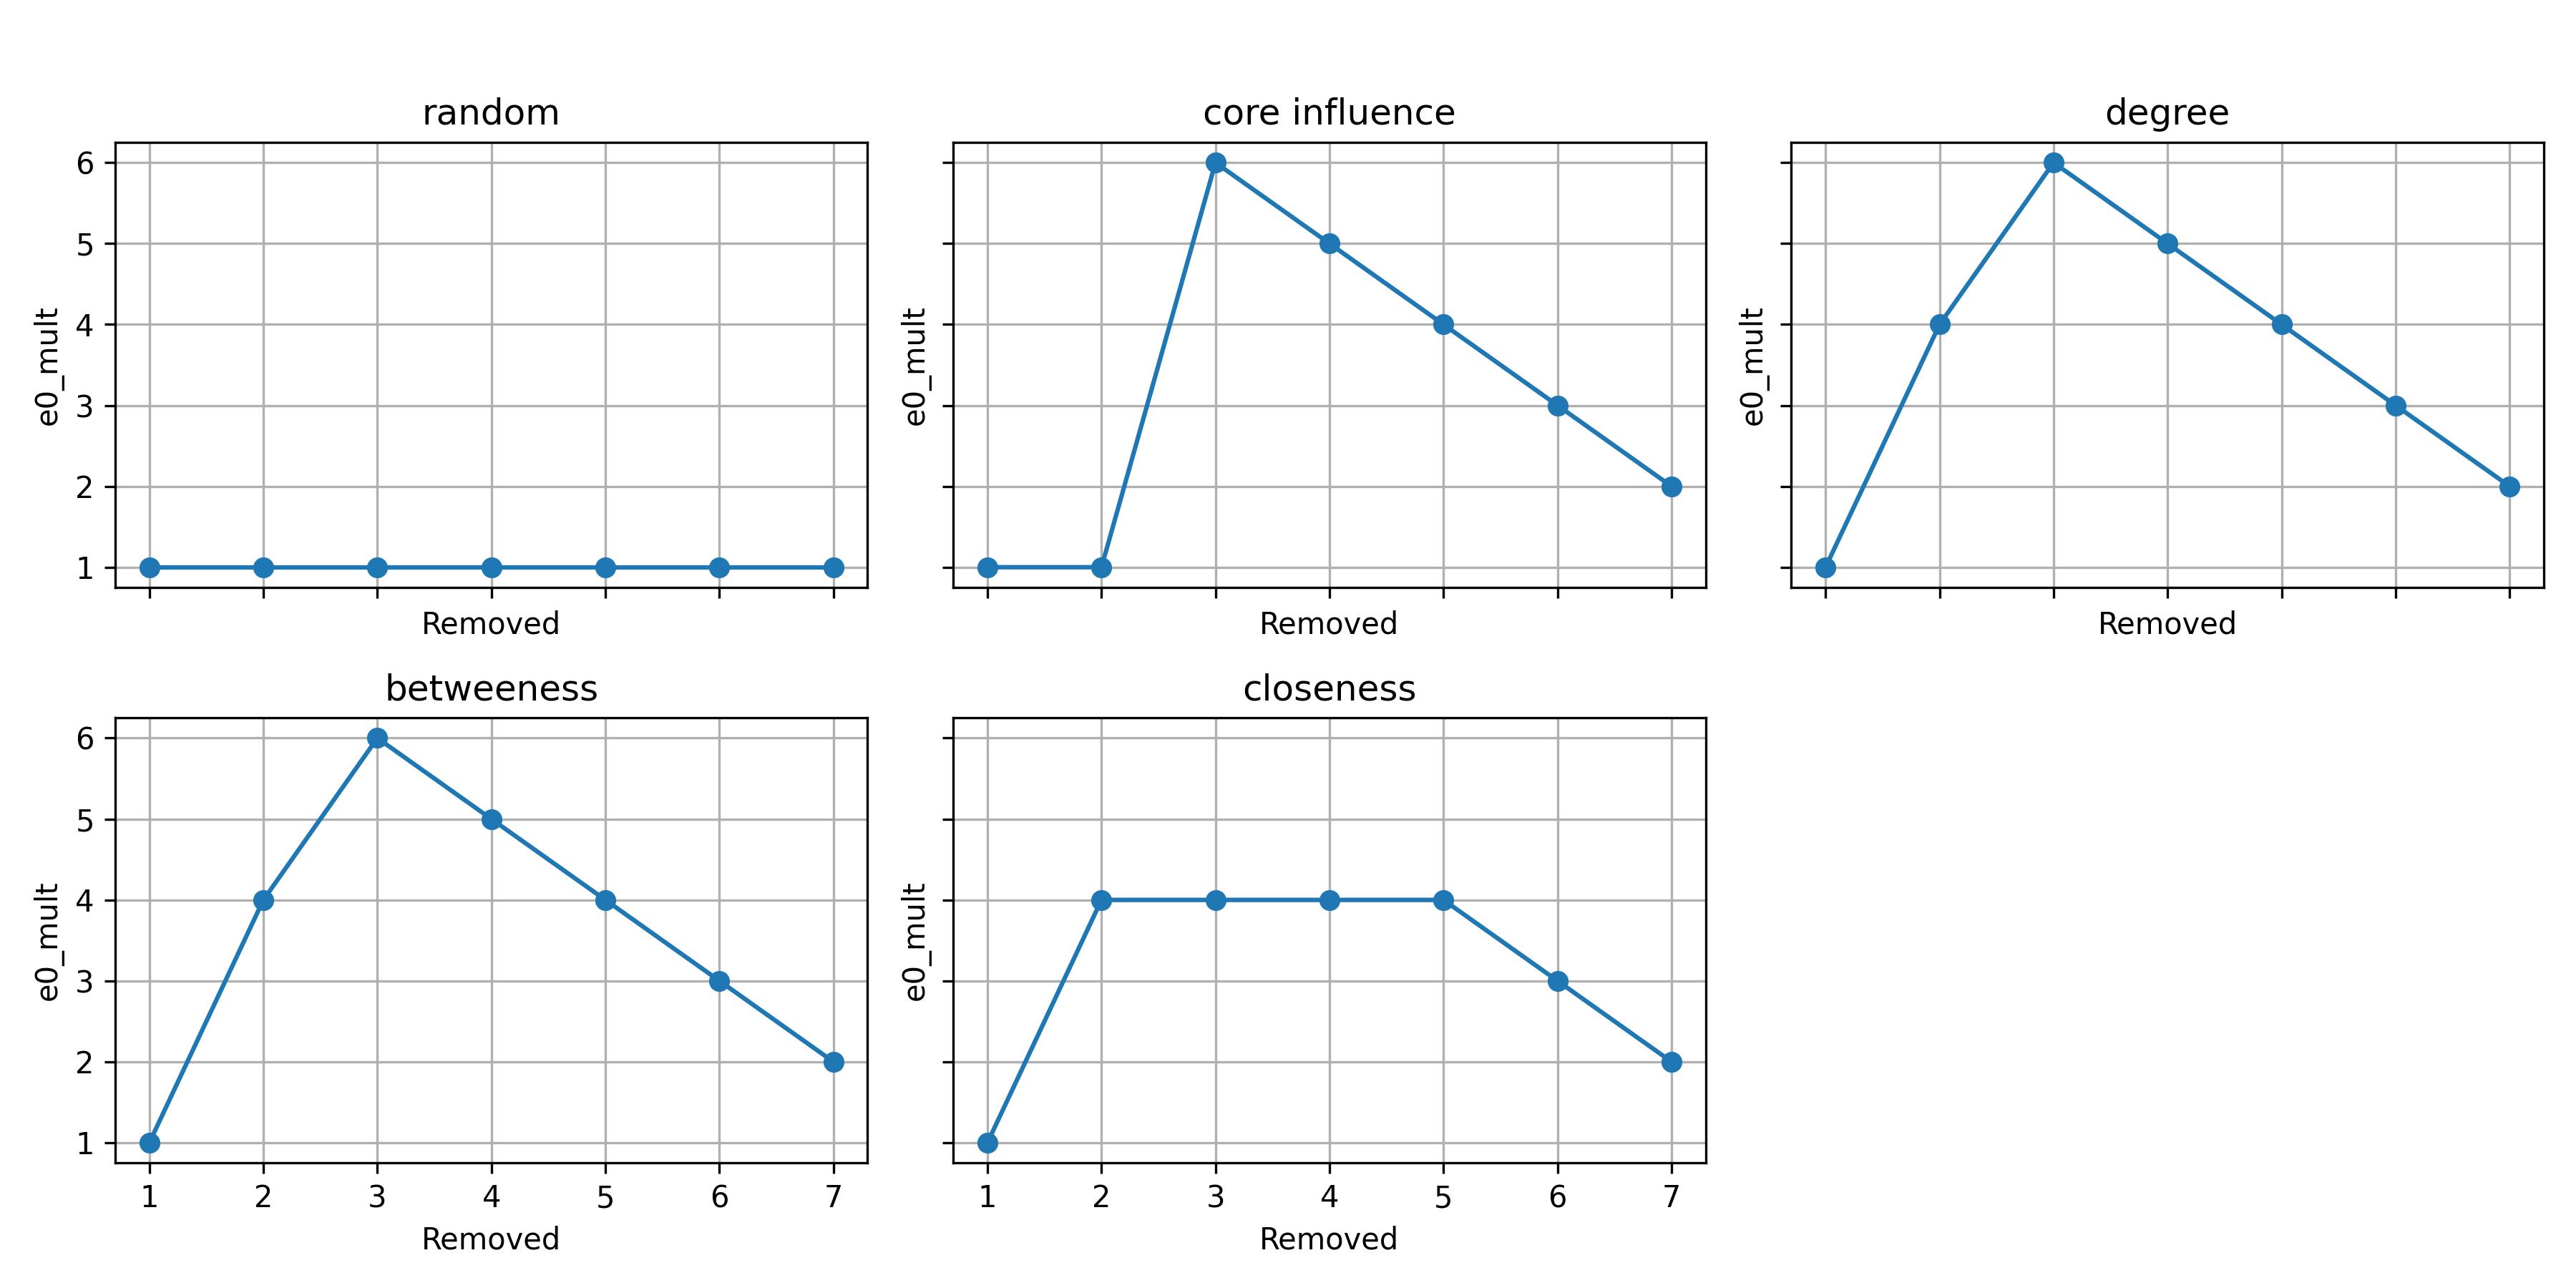 random
core influence
degree
6
5
4
3
2
1
e0_mult
e0_mult
e0_mult
Removed
Removed
Removed
betweeness
closeness
6
5
4
3
2
1
e0_mult
e0_mult
1 2 3 4 5 6 7
1 2 3 4 5 6 7
Removed
Removed